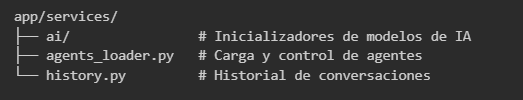 app/services/
├── ai/                # Inicializadores de modelos de IA
├── agents_loader.py   # Carga y control de agentes
└── history.py         # Historial de conversaciones